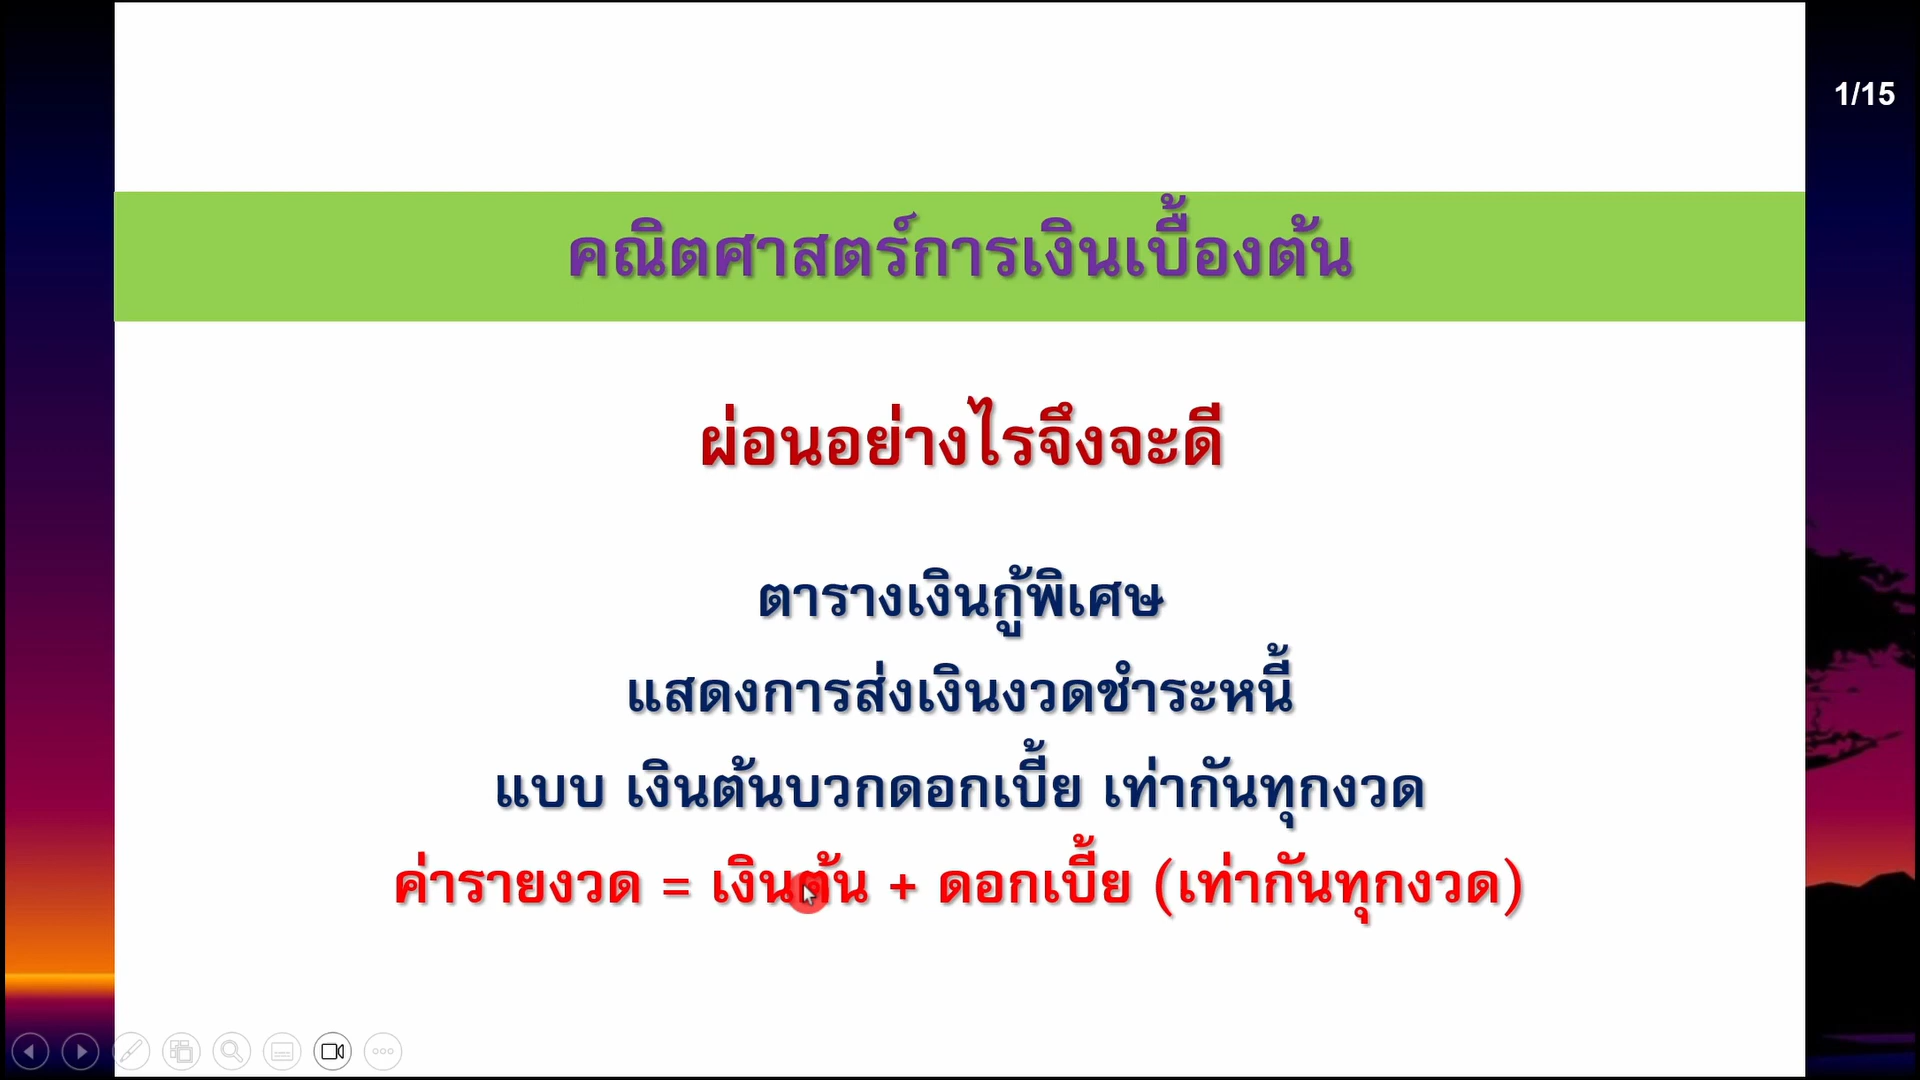 1/15
คณิตศาสตร์การเงินเบื้องต้น
ผ่อนอย่างไรจึงจะดี
ตารางเงินกู้พิเศษ
แสดงการส่งเงินงวดชำระหนี้
แบบ เงินต้นบวกดอกเบี้ย เท่ากันทุกงวด
ค่ารายงวด = เงินต้น + ดอกเบี้ย (เท่ากันทุกงวด)